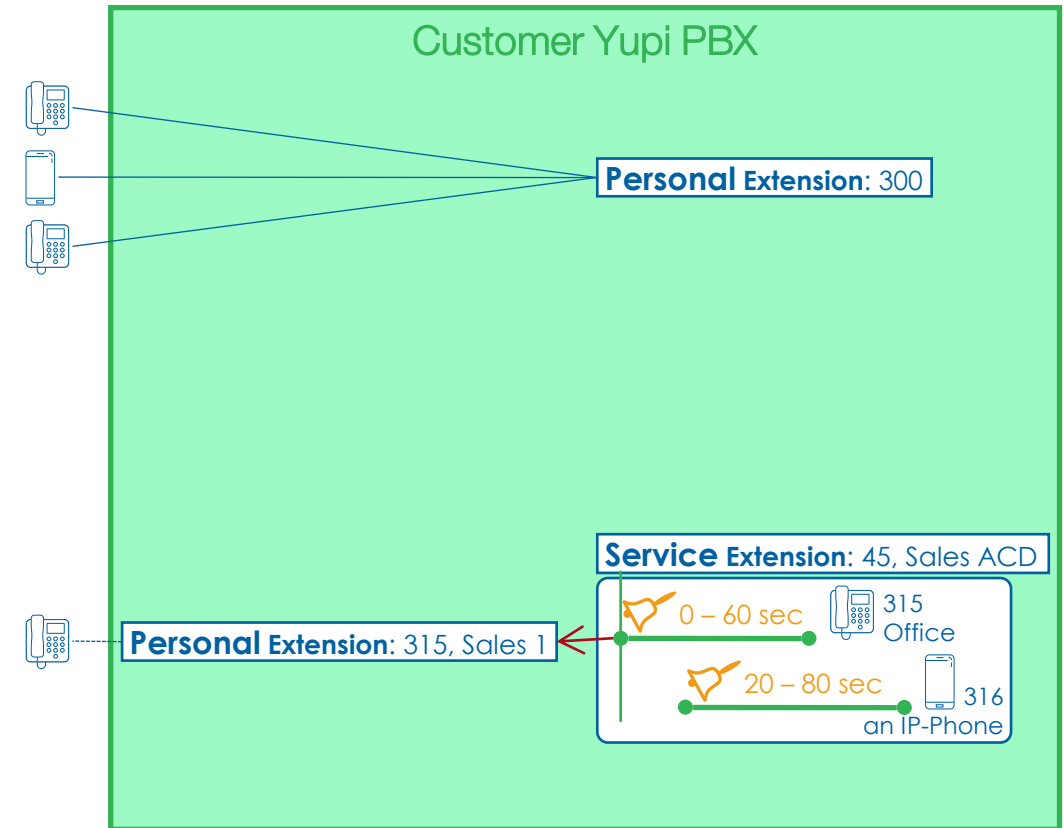 Customer Yupi PBX
Personal Extension: 300
Service Extension: 45, Sales ACD
0 – 60 sec
315
Office
Personal Extension: 315, Sales 1
20 – 80 sec
316
an IP-Phone